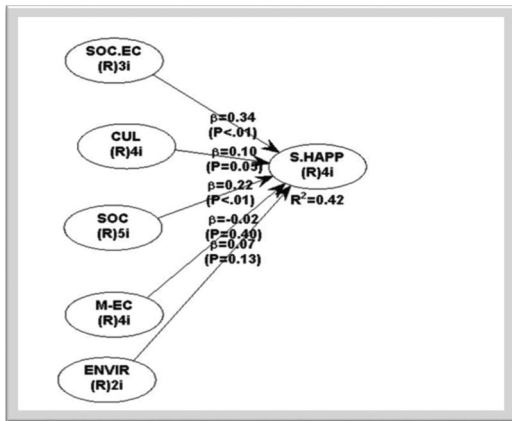 SOC.EC
(R)3i
β=0.34
(P<.01)
CUL
(R)4i
β=0.10
(P=0.05)
S.HAPP
(R)4i
R²=0.42
SOC
(R)5i
β=0.22
(P<.01)
β=-0.02
(P=0.40)
M-EC
(R)4i
β=0.07
(P=0.13)
ENVIR
(R)2i